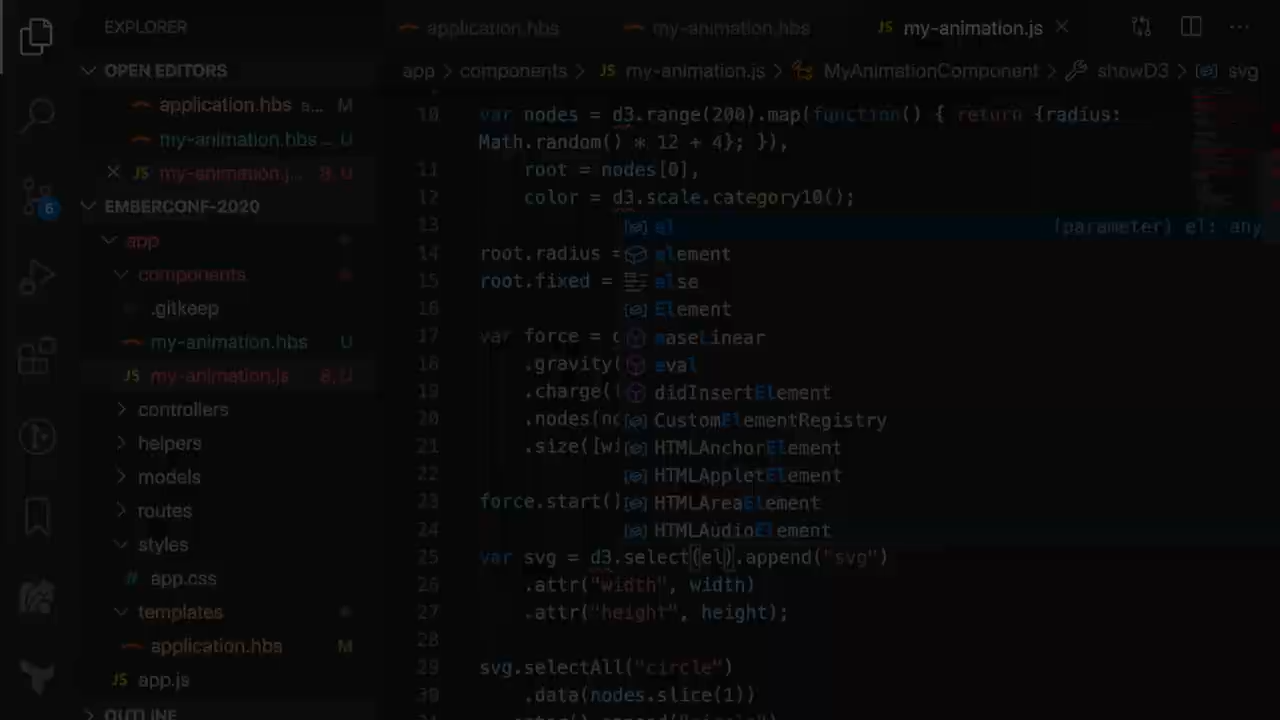 EXPLORER
application.hbs
my-animation.hbs
JS my-animation.js
OPEN EDITORS
app > components > JS my-animation.js > MyAnimationComponent > showD3 > svg
application.hbs a... M
my-animation.hbs ... U
JS my-animation.j... 8, U
EMBERCONF-2020
6
app
components
.gitkeep
my-animation.hbs U
JS my-animation.js 8, U
controllers
helpers
models
routes
styles
# app.css
templates
application.hbs M
JS app.js
OUTLINE
10 var nodes = d3.range(200).map(function() { return {radius:
Math.random() * 12 + 4}; }),
11 root = nodes[0],
12 color = d3.scale.category10();
13
14 root.radius =
15 root.fixed =
16
17 var force = 
18 .gravity(
19 .charge(
20 .nodes(
21 .size([
22
23 force.start()
24
25 var svg = d3.select(el).append("svg")
26 .attr("width", width)
27 .attr("height", height);
28
29 svg.selectAll("circle")
30 .data(nodes.slice(1))
el (parameter) el: any
element
else
Element
easeLinear
eval
didInsertElement
CustomElementRegistry
HTMLAnchorElement
HTMLAppletElement
HTMLAreaElement
HTMLAudioElement